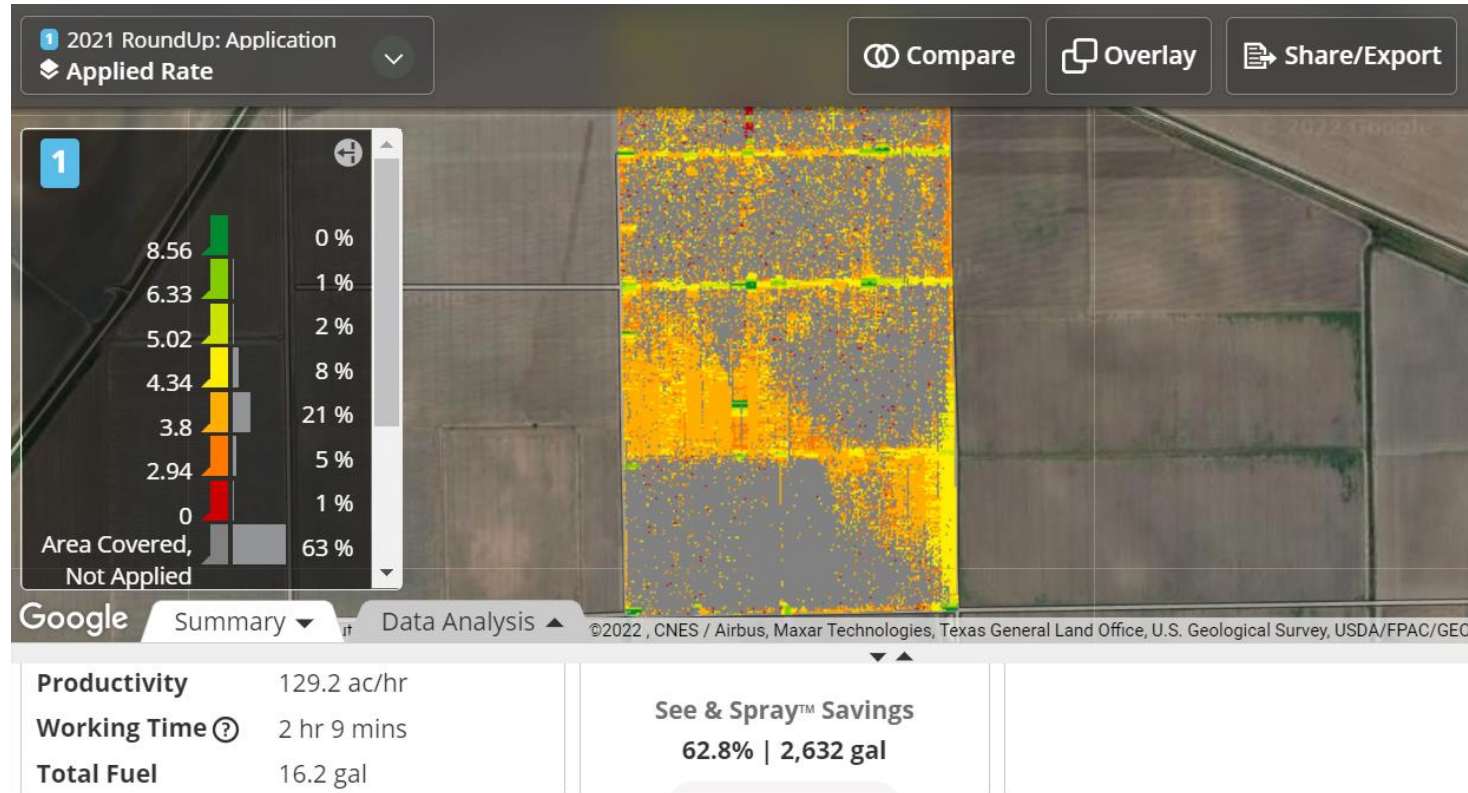 1 2021 RoundUp: Application
Applied Rate
Compare
Overlay
Share/Export
© 2022 Google
1
8.56 0 %
6.33 1 %
5.02 2 %
4.34 8 %
3.8 21 %
2.94 5 %
0 1 %
Area Covered, 63 %
Not Applied
Google
Summary
Data Analysis
©2022 , CNES / Airbus, Maxar Technologies, Texas General Land Office, U.S. Geological Survey, USDA/FPAC/GEO
Productivity 129.2 ac/hr
Working Time ? 2 hr 9 mins
Total Fuel 16.2 gal
See & Spray™ Savings
62.8% | 2,632 gal